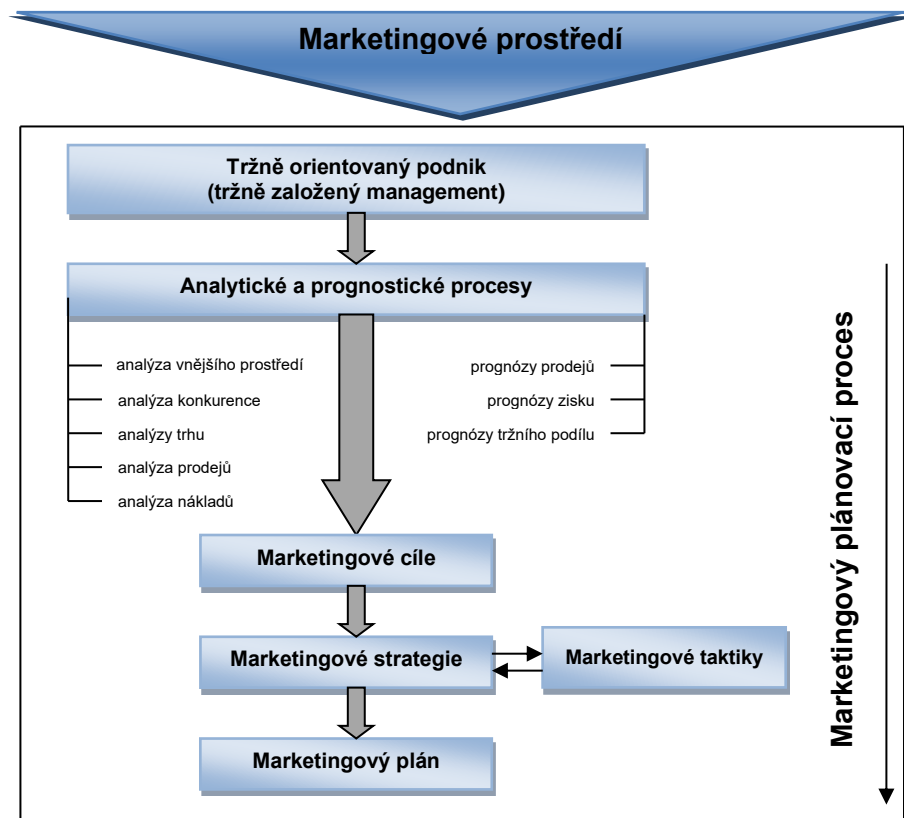 Marketingové prostředí
Tržně orientovaný podnik
(tržně založený management)
Analytické a prognostické procesy
analýza vnějšího prostředí
analýza konkurence
analýzy trhu
analýza prodejů
analýza nákladů
prognózy prodejů
prognózy zisku
prognózy tržního podílu
Marketingové cíle
Marketingové strategie
Marketingové taktiky
Marketingový plán
Marketingový plánovací proces